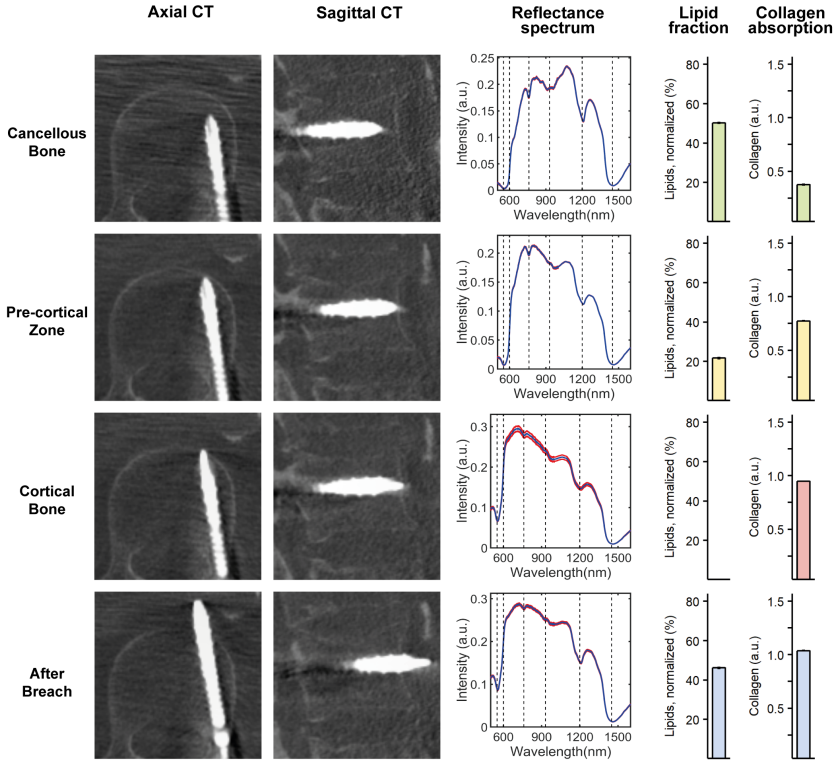 Axial CT
Sagittal CT
Reflectance
spectrum
Lipid
fraction
Collagen
absorption
Cancellous
Bone
Intensity (a.u.)
0.25
0.2
0.15
0.1
0.05
0
600 900 1200 1500
Wavelength(nm)
Lipids, normalized (%)
80
60
40
20
Collagen (a.u.)
1.5
1.0
0.5
Pre-cortical
Zone
Intensity (a.u.)
0.2
0.15
0.1
0.05
0
600 900 1200 1500
Wavelength(nm)
Lipids, normalized (%)
80
60
40
20
Collagen (a.u.)
1.5
1.0
0.5
Cortical
Bone
Intensity (a.u.)
0.3
0.2
0.1
0
600 900 1200 1500
Wavelength(nm)
Lipids, normalized (%)
80
60
40
20
Collagen (a.u.)
1.5
1.0
0.5
After
Breach
Intensity (a.u.)
0.3
0.2
0.1
0
600 900 1200 1500
Wavelength(nm)
Lipids, normalized (%)
80
60
40
20
Collagen (a.u.)
1.5
1.0
0.5